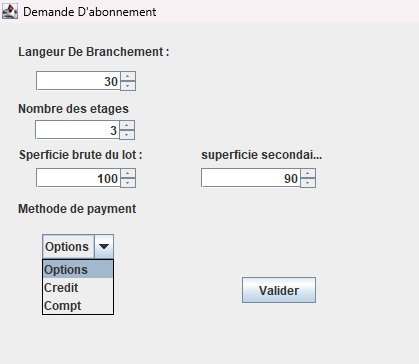 Demande D'abonnement
Langeur De Branchement :
30
Nombre des etages
3
Sperficie brute du lot :
superficie secondai...
100
90
Methode de payment
Options
Options
Credit
Compt
Valider